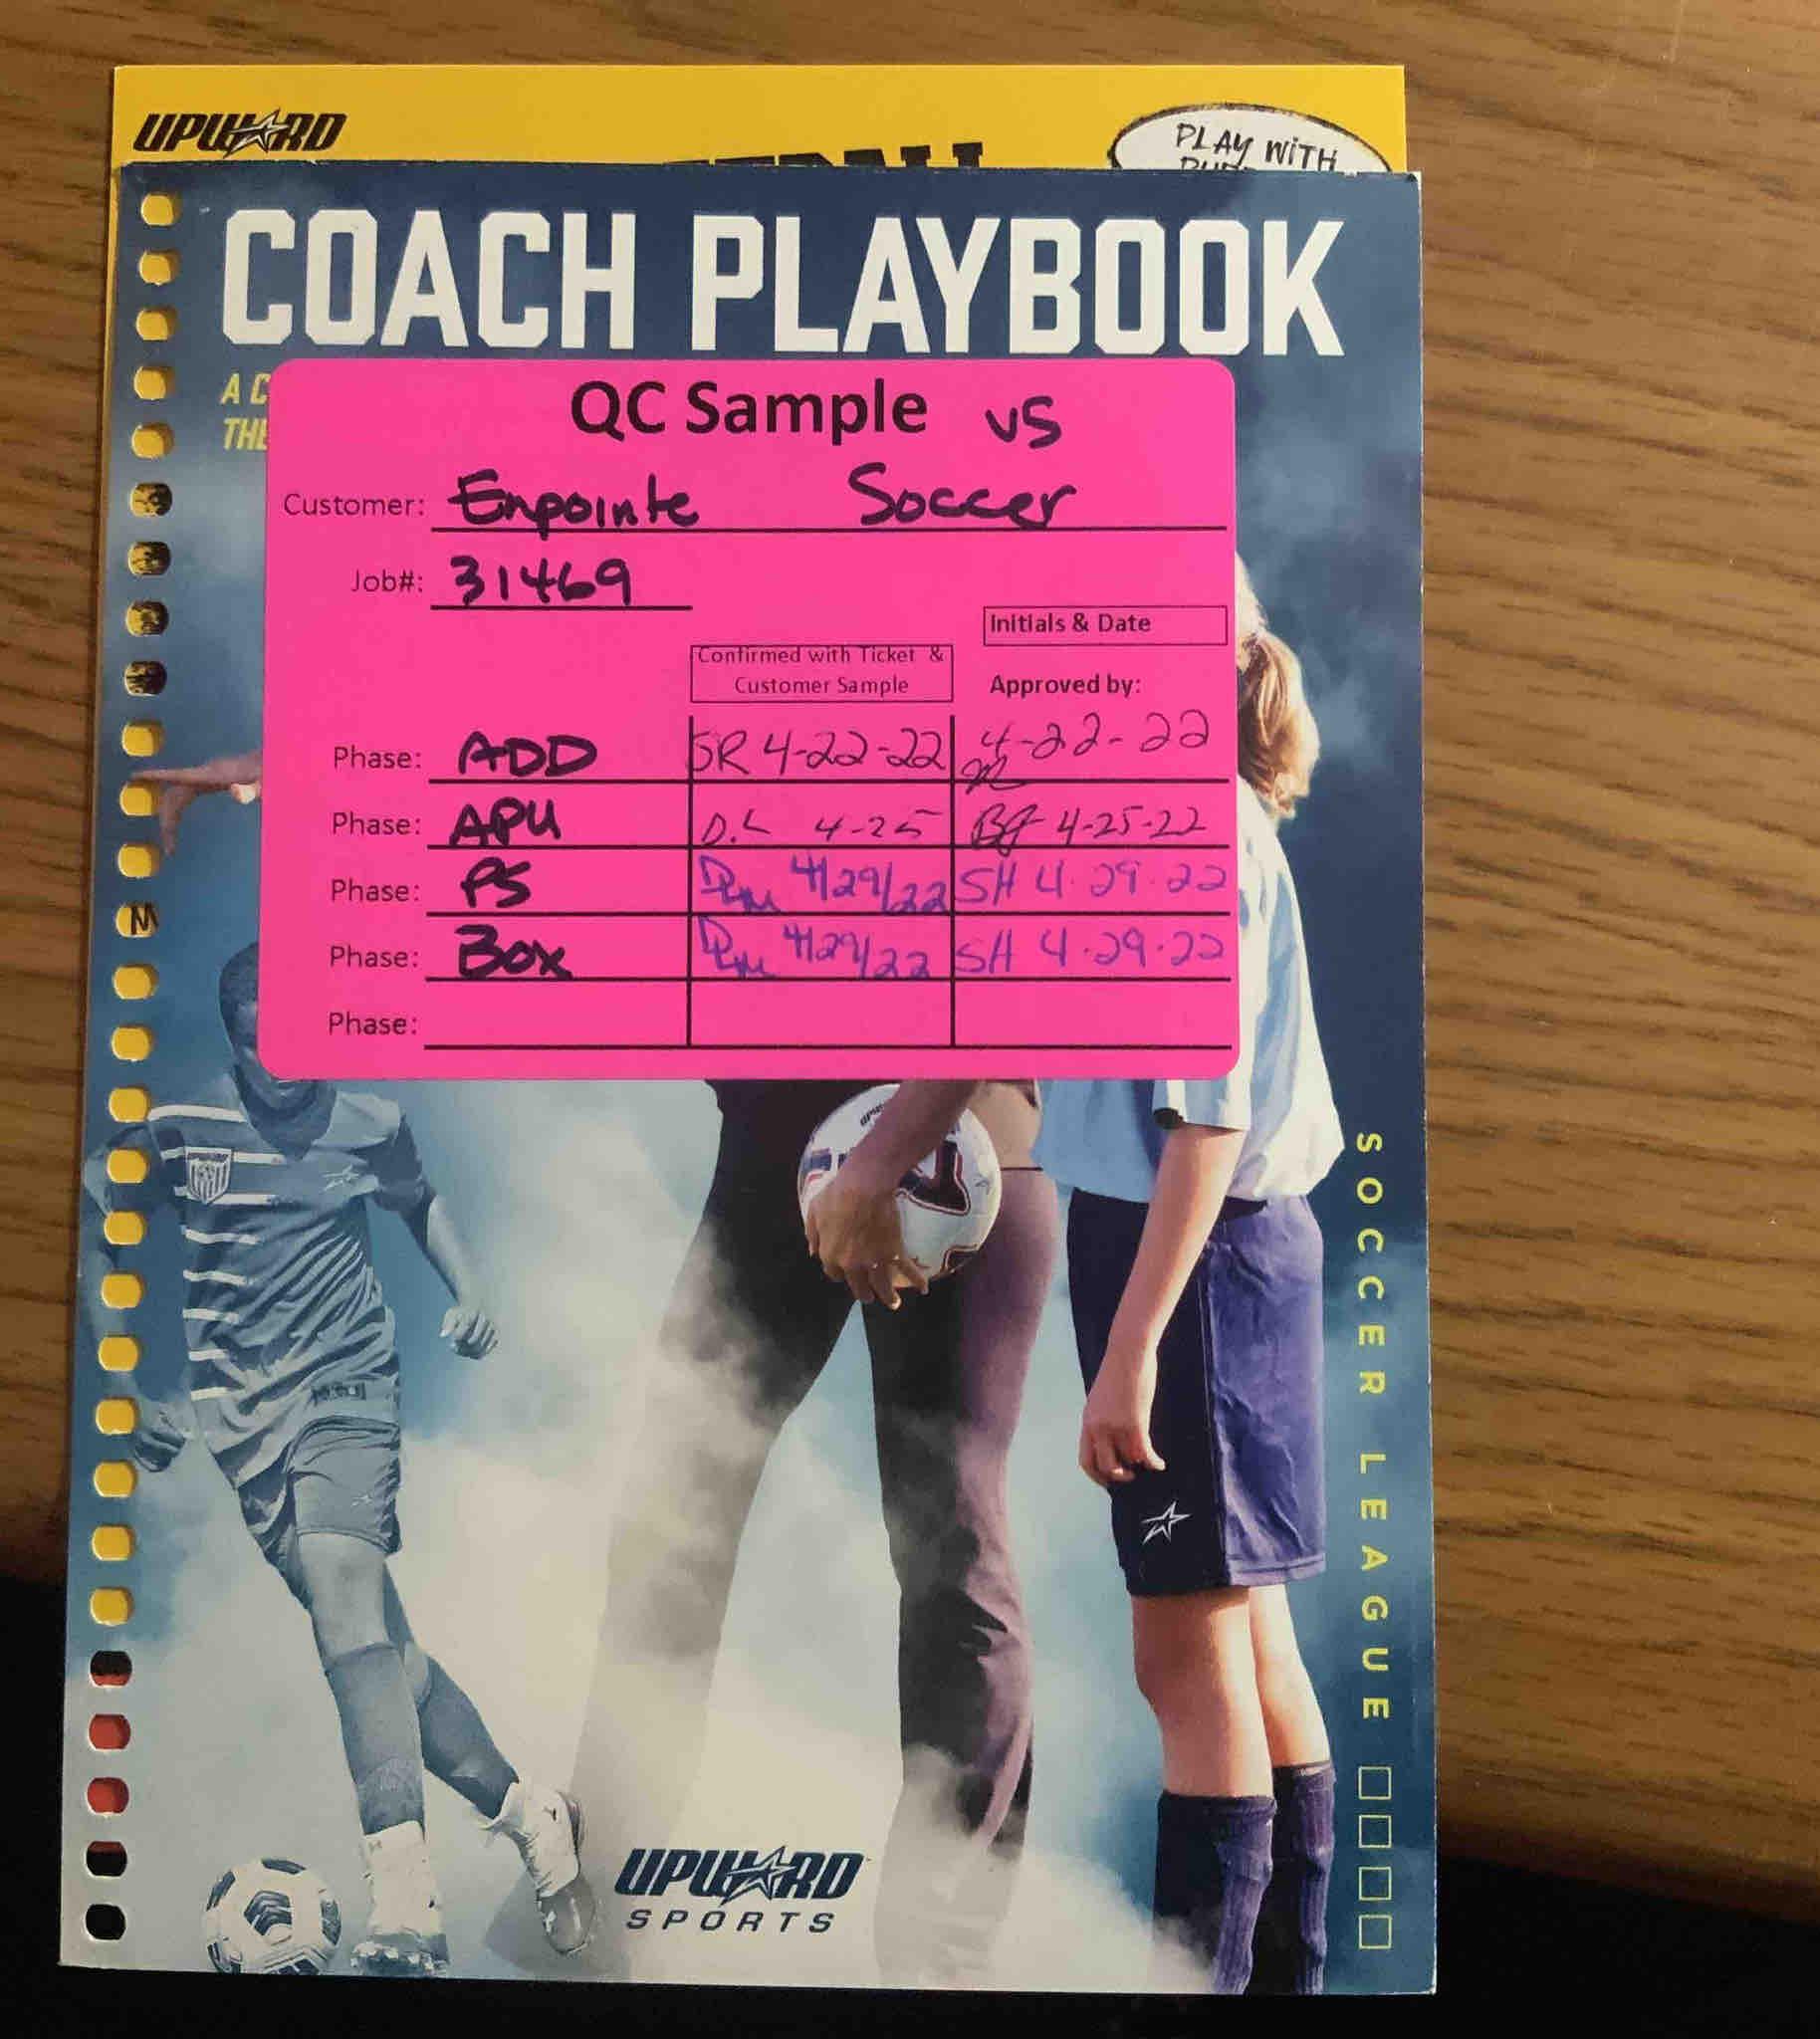 UPWARD
PLAY WITH
COACH PLAYBOOK
A C
THE
QC Sample vs
Customer: Enpointe Soccer
Job#: 31469
Initials & Date
Confirmed with Ticket &
Customer Sample
Approved by:
Phase: ADD SR 4-22-22 4-22-22
Phase: APU D.L 4-25 BJ 4-25-22
Phase: PS 4/29/22 SH 4.29.22
Phase: Box 4/29/22 SH 4.29.22
Phase:
SOCCER LEAGUE
UPWARD
SPORTS